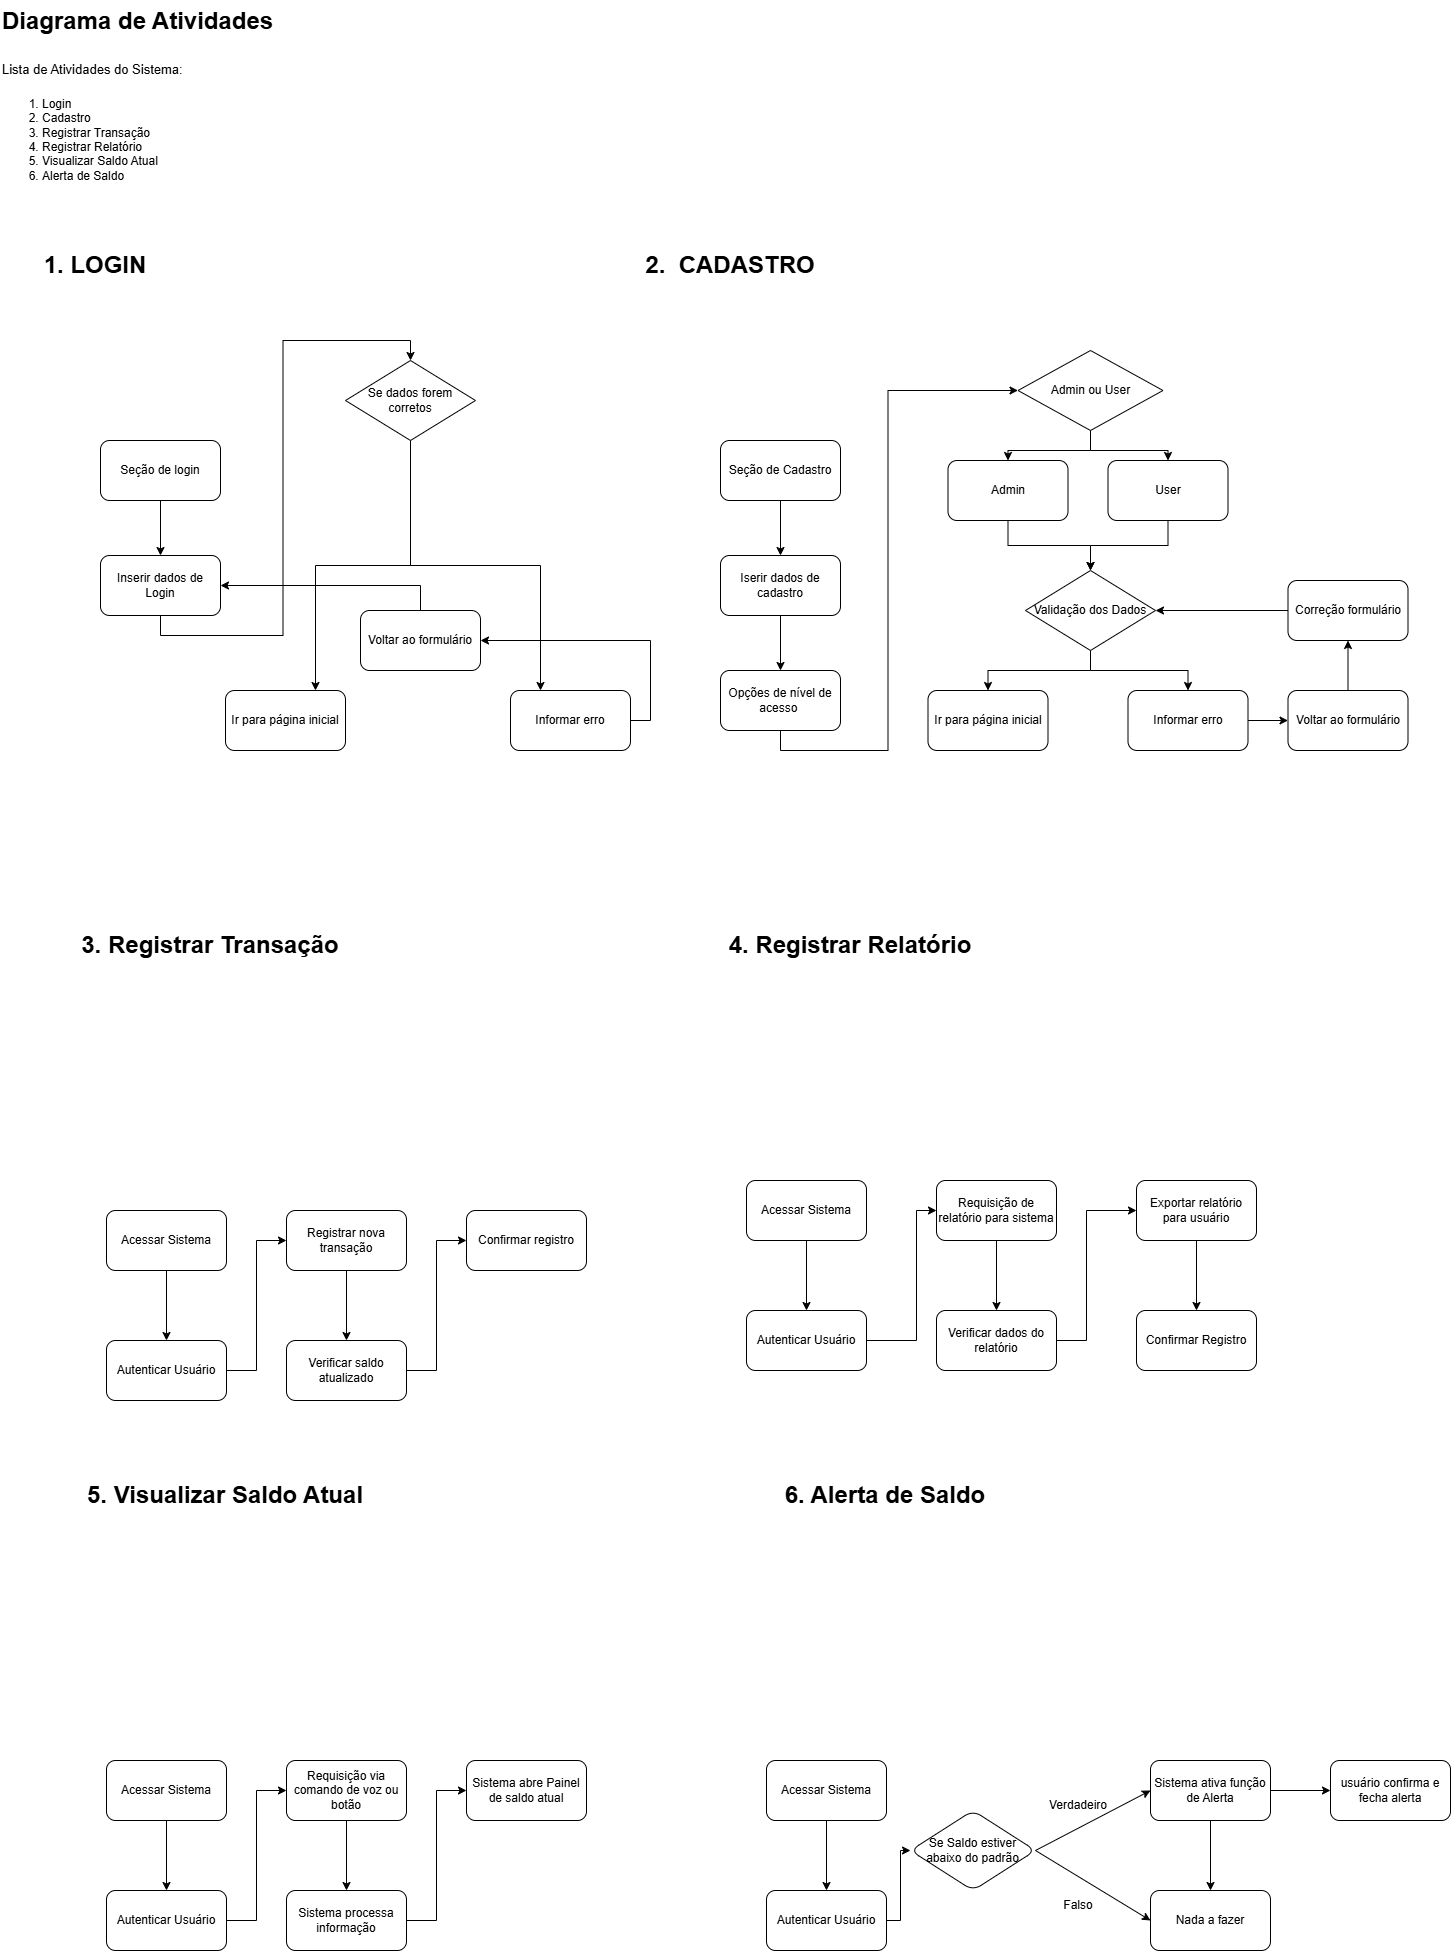 Diagrama de Atividades
Lista de Atividades do Sistema:
1. Login
2. Cadastro
3. Registrar Transação
4. Registrar Relatório
5. Visualizar Saldo Atual
6. Alerta de Saldo
1. LOGIN
Se dados forem
corretos
Seção de login
Inserir dados de
Login
Voltar ao formulário
Ir para página inicial
Informar erro
2. CADASTRO
Admin ou User
Seção de Cadastro
Admin
User
Iserir dados de
cadastro
Validação dos Dados
Correção formulário
Opções de nível de
acesso
Ir para página inicial
Informar erro
Voltar ao formulário
3. Registrar Transação
Acessar Sistema
Registrar nova
transação
Confirmar registro
Autenticar Usuário
Verificar saldo
atualizado
4. Registrar Relatório
Acessar Sistema
Requisição de
relatório para sistema
Exportar relatório
para usuário
Autenticar Usuário
Verificar dados do
relatório
Confirmar Registro
5. Visualizar Saldo Atual
Acessar Sistema
Requisição via
comando de voz ou
botão
Sistema abre Painel
de saldo atual
Autenticar Usuário
Sistema processa
informação
6. Alerta de Saldo
Acessar Sistema
Verdadeiro
Sistema ativa função
de Alerta
usuário confirma e
fecha alerta
Se Saldo estiver
abaixo do padrão
Autenticar Usuário
Falso
Nada a fazer